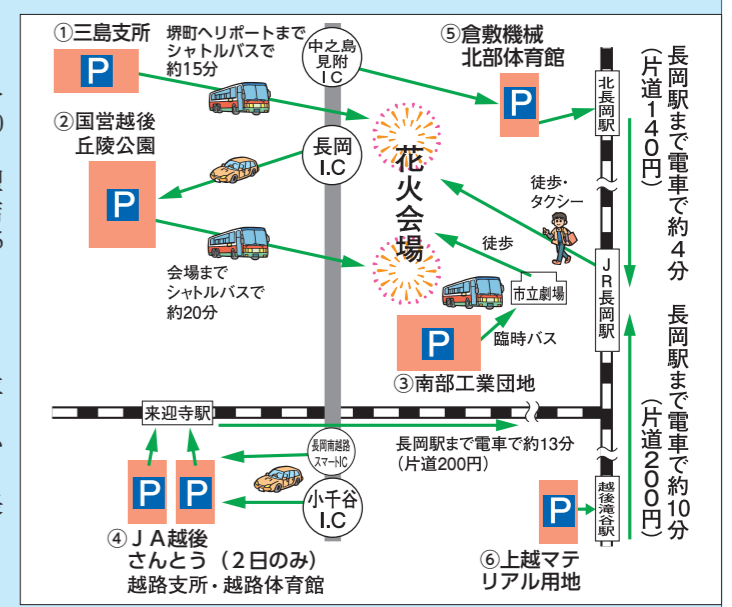 ①三島支所
堺町ヘリポートまで
シャトルバスで
約15分
P
中之島
見附
IC
⑤倉敷機械
北部体育館
P
北長岡駅
長岡駅まで電車で約4分
(片道140円)
②国営越後
丘陵公園
P
長岡
I.C
花火会場
徒歩・
タクシー
会場まで
シャトルバスで
約20分
徒歩
市立劇場
JR長岡駅
P
臨時バス
③南部工業団地
長岡駅まで電車で約10分
(片道200円)
来迎寺駅
長岡南越路
スマートIC
長岡駅まで電車で約13分
(片道200円)
P
P
小千谷
I.C
④JA越後
さんとう(2日のみ)
越路支所・越路体育館
P
越後滝谷駅
⑥上越マテ
リアル用地